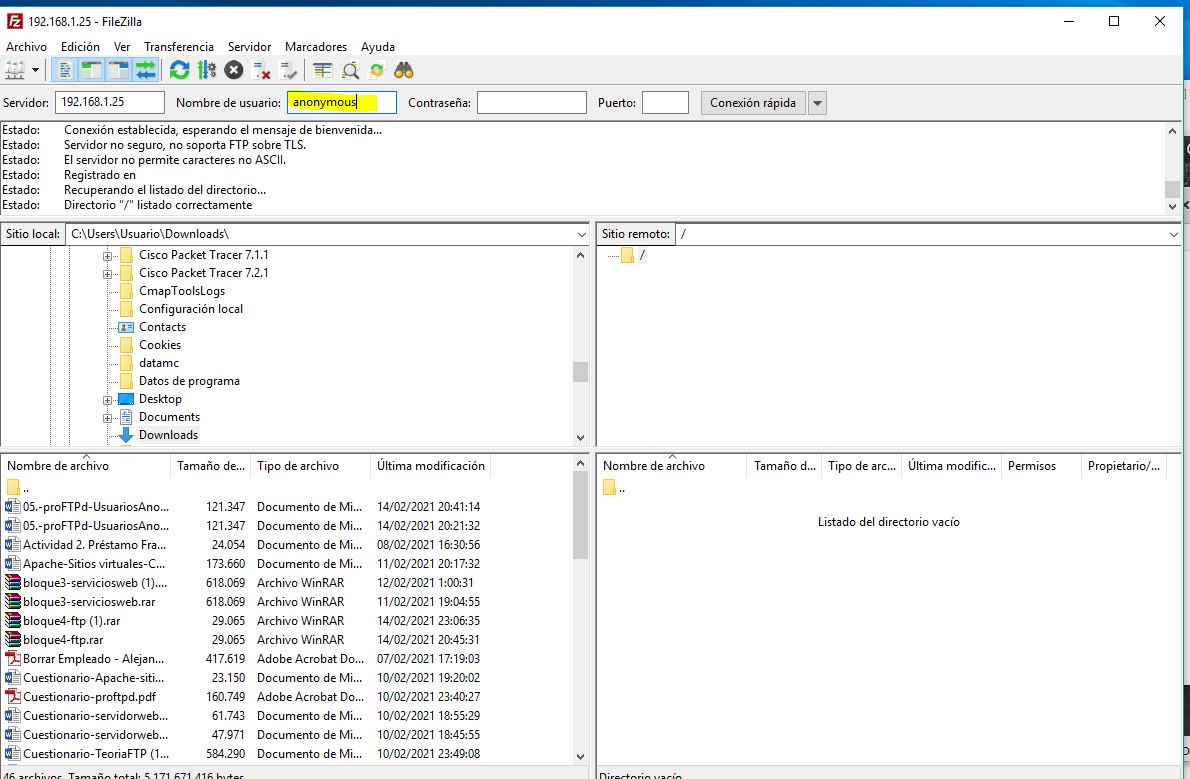 192.168.1.25 - FileZilla
Archivo Edición Ver Transferencia Servidor Marcadores Ayuda
Servidor: 192.168.1.25 Nombre de usuario: anonymous Contraseña: Puerto: Conexión rápida
Estado: Conexión establecida, esperando el mensaje de bienvenida...
Estado: Servidor no seguro, no soporta FTP sobre TLS.
Estado: El servidor no permite caracteres no ASCII.
Estado: Registrado en
Estado: Recuperando el listado del directorio...
Estado: Directorio "/" listado correctamente
Sitio local: C:\Users\Usuario\Downloads\
Cisco Packet Tracer 7.1.1
Cisco Packet Tracer 7.2.1
CmapToolsLogs
Configuración local
Contacts
Cookies
datamc
Datos de programa
Desktop
Documents
Downloads
Sitio remoto: /
/
Nombre de archivo Tamaño de... Tipo de archivo Última modificación
..
05.-proFTPd-UsuariosAno... 121.347 Documento de Mi... 14/02/2021 20:41:14
05.-proFTPd-UsuariosAno... 121.347 Documento de Mi... 14/02/2021 20:21:32
Actividad 2. Préstamo Fra... 24.054 Documento de Mi... 08/02/2021 16:30:56
Apache-Sitios virtuales-C... 173.660 Documento de Mi... 11/02/2021 20:17:32
bloque3-serviciosweb (1).... 618.069 Archivo WinRAR 12/02/2021 1:00:31
bloque3-serviciosweb.rar 618.069 Archivo WinRAR 11/02/2021 19:04:55
bloque4-ftp (1).rar 29.065 Archivo WinRAR 14/02/2021 23:06:35
bloque4-ftp.rar 29.065 Archivo WinRAR 14/02/2021 20:45:31
Borrar Empleado - Alejan... 417.619 Adobe Acrobat Do... 07/02/2021 17:19:03
Cuestionario-Apache-siti... 23.150 Documento de Mi... 10/02/2021 19:20:02
Cuestionario-proftpd.pdf 160.749 Adobe Acrobat Do... 10/02/2021 23:40:27
Cuestionario-servidorweb... 61.743 Documento de Mi... 10/02/2021 18:55:29
Cuestionario-servidorweb... 47.971 Documento de Mi... 10/02/2021 18:45:55
Cuestionario-TeoriaFTP (1... 584.290 Documento de Mi... 10/02/2021 23:49:08
46 archivos. Tamaño total: 5.171.671.416 bytes
Nombre de archivo Tamaño d... Tipo de arc... Última modific... Permisos Propietario/...
..
Listado del directorio vacío
Directorio vacío